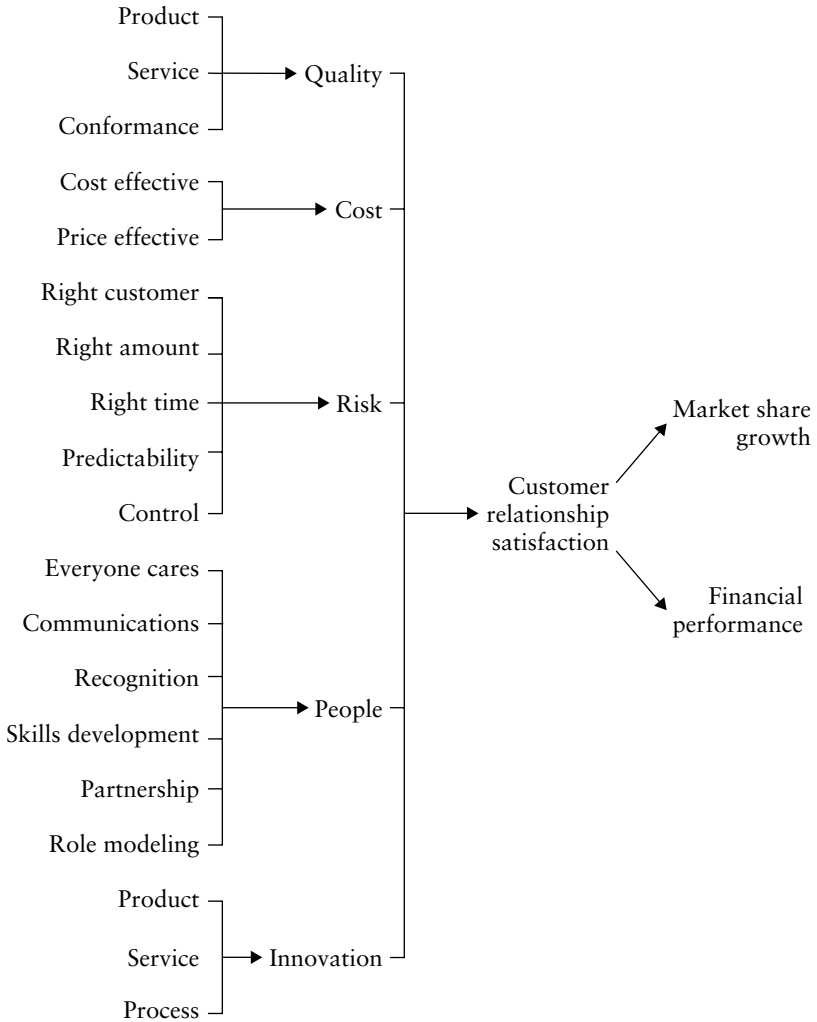 Product
Service
Conformance
Quality
Cost effective
Price effective
Cost
Right customer
Right amount
Right time
Predictability
Control
Risk
Everyone cares
Communications
Recognition
Skills development
Partnership
Role modeling
People
Product
Service
Process
Innovation
Customer
relationship
satisfaction
Market share
growth
Financial
performance